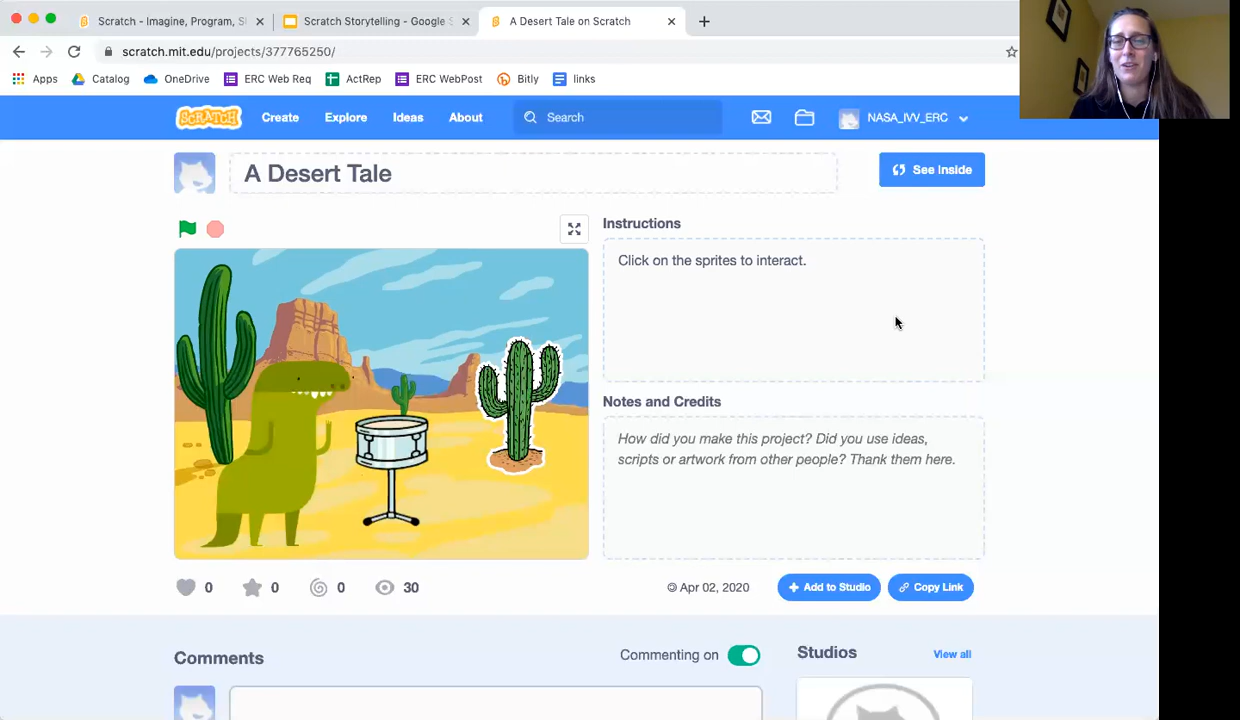 Scratch - Imagine, Program, S
Scratch Storytelling - Google S
A Desert Tale on Scratch
scratch.mit.edu/projects/377765250/
Apps
Catalog
OneDrive
ERC Web Req
ActRep
ERC WebPost
Bitly
links
SCRATCH
Create
Explore
Ideas
About
Search
NASA_IVV_ERC
A Desert Tale
See inside
Instructions
Click on the sprites to interact.
Notes and Credits
How did you make this project? Did you use ideas,
scripts or artwork from other people? Thank them here.
0
0
0
30
© Apr 02, 2020
Add to Studio
Copy Link
Comments
Commenting on
Studios
View all